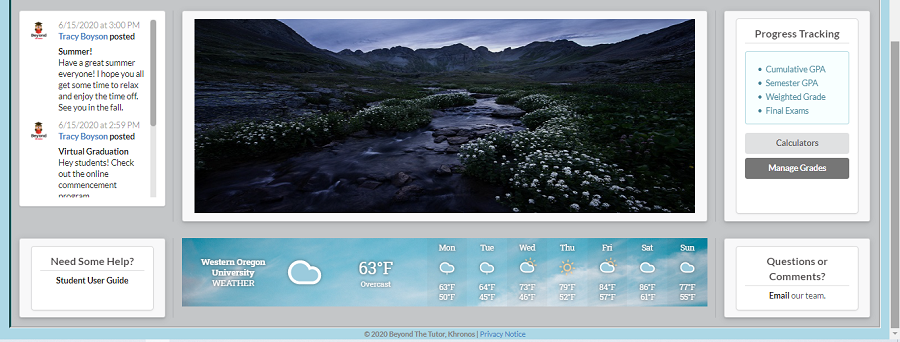 6/15/2020 at 3:00 PM
Tracy Boyson posted
Summer!
Have a great summer
everyone! I hope you all
get some time to relax
and enjoy the time off.
See you in the fall.
Beyond
6/15/2020 at 2:59 PM
Tracy Boyson posted
Virtual Graduation
Hey students! Check
out the online
commencement
program
Beyond
Progress Tracking
• Cumulative GPA
• Semester GPA
• Weighted Grade
• Final Exams
Calculators
Manage Grades
Need Some Help?
Student User Guide
Western Oregon
University
WEATHER
63°F
Overcast
Mon Tue Wed Thu Fri Sat Sun
63°F 64°F 73°F 79°F 84°F 86°F 77°F
50°F 45°F 46°F 52°F 57°F 61°F 55°F
Questions or
Comments?
Email our team.
© 2020 Beyond The Tutor, Khronos | Privacy Notice